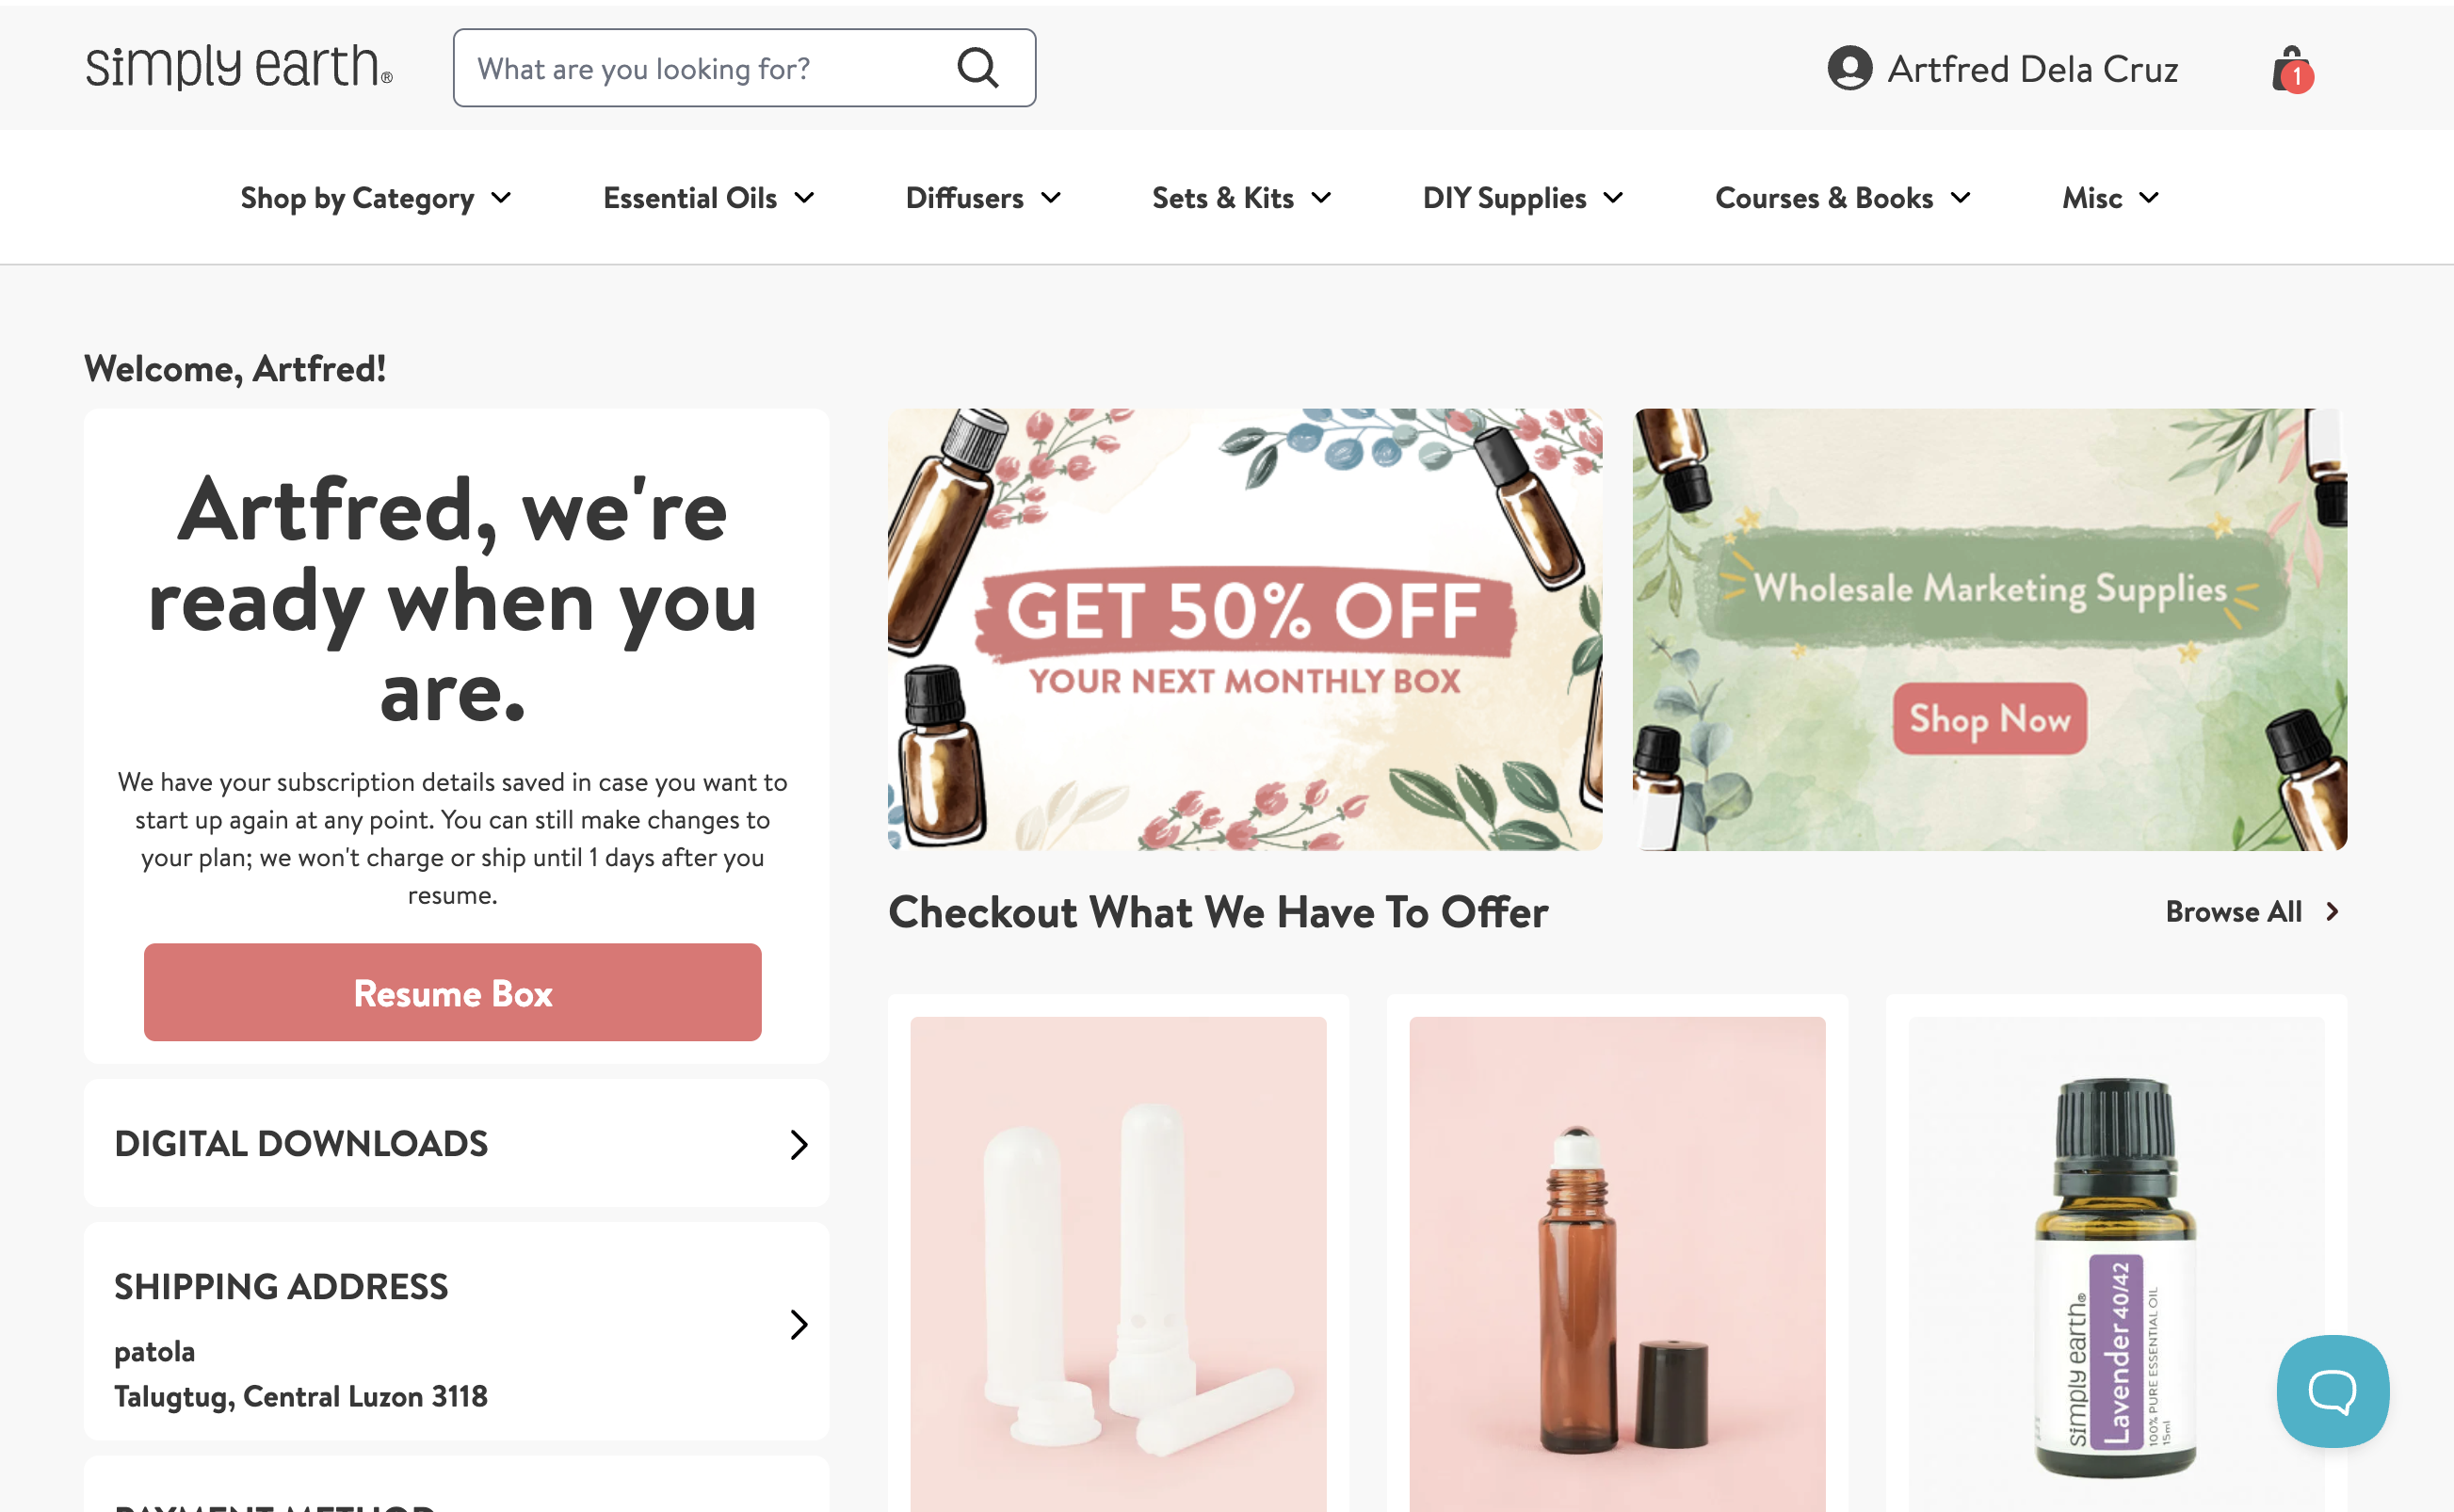 simply earth®
What are you looking for?
Artfred Dela Cruz
1
Shop by Category
Essential Oils
Diffusers
Sets & Kits
DIY Supplies
Courses & Books
Misc
Welcome, Artfred!
Artfred, we're
ready when you
are.
We have your subscription details saved in case you want to
start up again at any point. You can still make changes to
your plan; we won't charge or ship until 1 days after you
resume.
Resume Box
DIGITAL DOWNLOADS
SHIPPING ADDRESS
patola
Talugtug, Central Luzon 3118
PAYMENT METHOD
GET 50% OFF
YOUR NEXT MONTHLY BOX
Wholesale Marketing Supplies
Shop Now
Checkout What We Have To Offer
Browse All
simply earth®
Lavender 40/42
100% PURE ESSENTIAL OIL
15ml